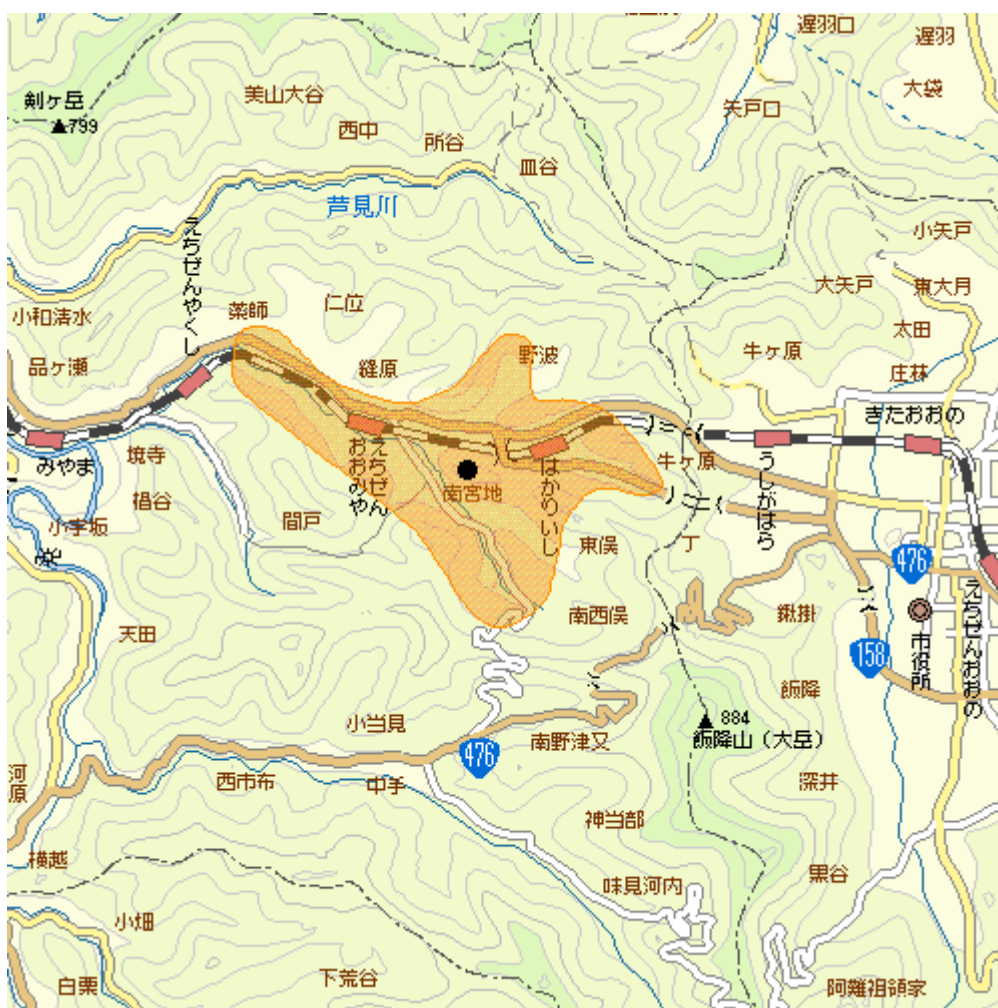 遅羽口
遅羽
大袋
剣ヶ岳
▲799
美山大谷
西中
所谷
皿谷
矢戸口
芦見川
えちぜんやくし
小矢戸
大矢戸
東大月
小和清水
薬師
仁位
太田
品ヶ瀬
縫原
野波
牛ヶ原
庄林
きたおおの
みやま
境寺
えちぜん
おおみや
はかりいし
牛ヶ原
うしがはら
椙谷
南宮地
小宇坂
間戸
東俣
丁
476
えちぜんおおの
天田
南西俣
鍬掛
市役所
158
飯降
小当見
884
飯降山（大岳）
南野津又
476
河原
西市布
中手
深井
神当部
横越
味見河内
黒谷
小畑
白栗
下荒谷
阿難祖領家